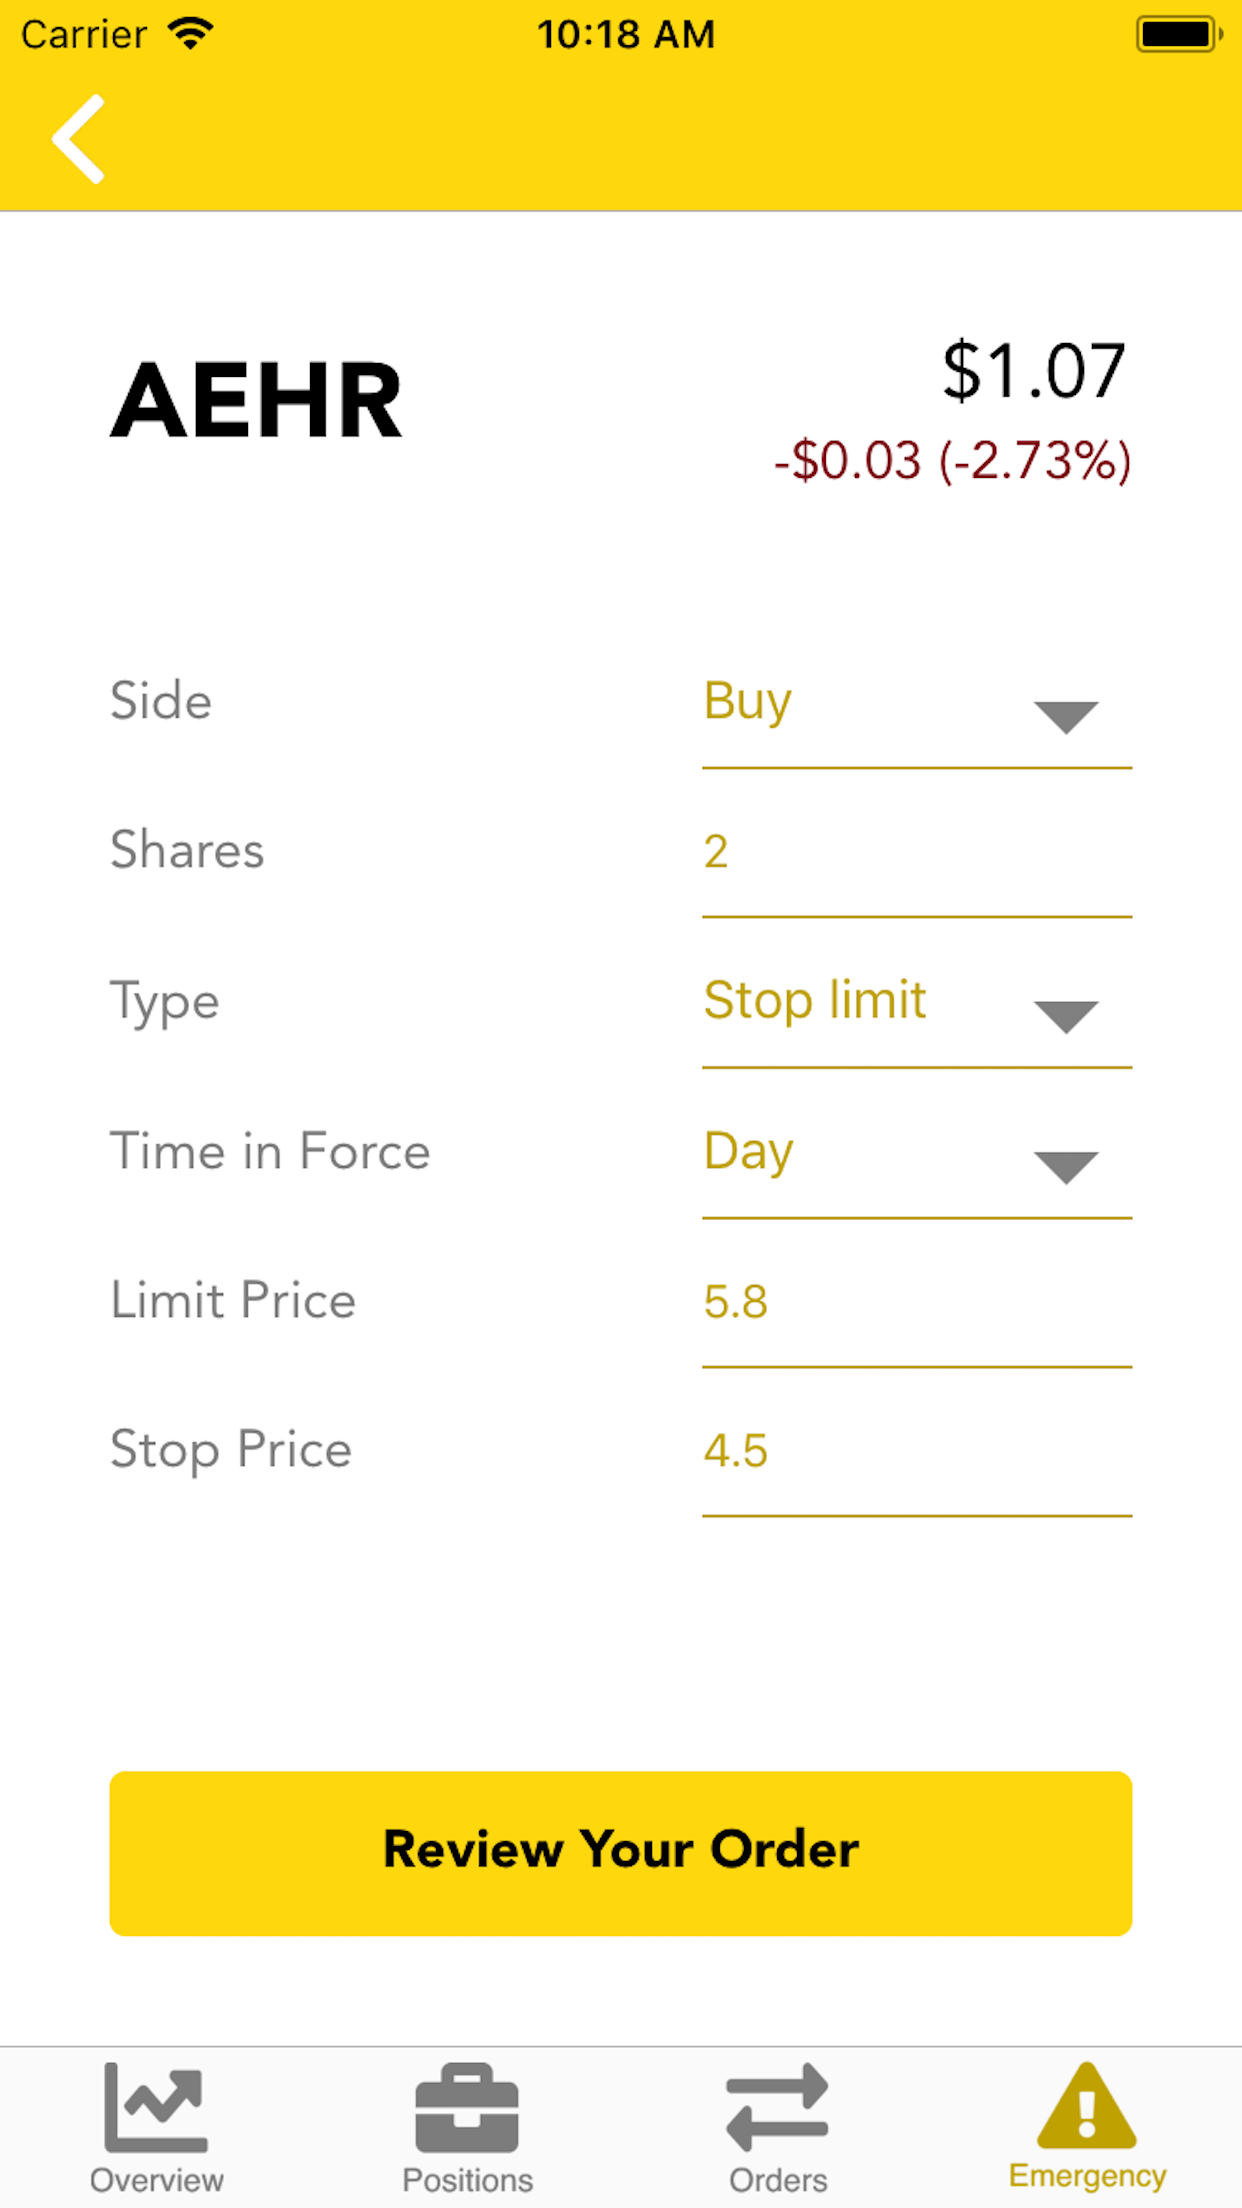 Carrier 10:18 AM
AEHR
$1.07
-$0.03 (-2.73%)
Side Buy
Shares 2
Type Stop limit
Time in Force Day
Limit Price 5.8
Stop Price 4.5
Review Your Order
Overview Positions Orders Emergency